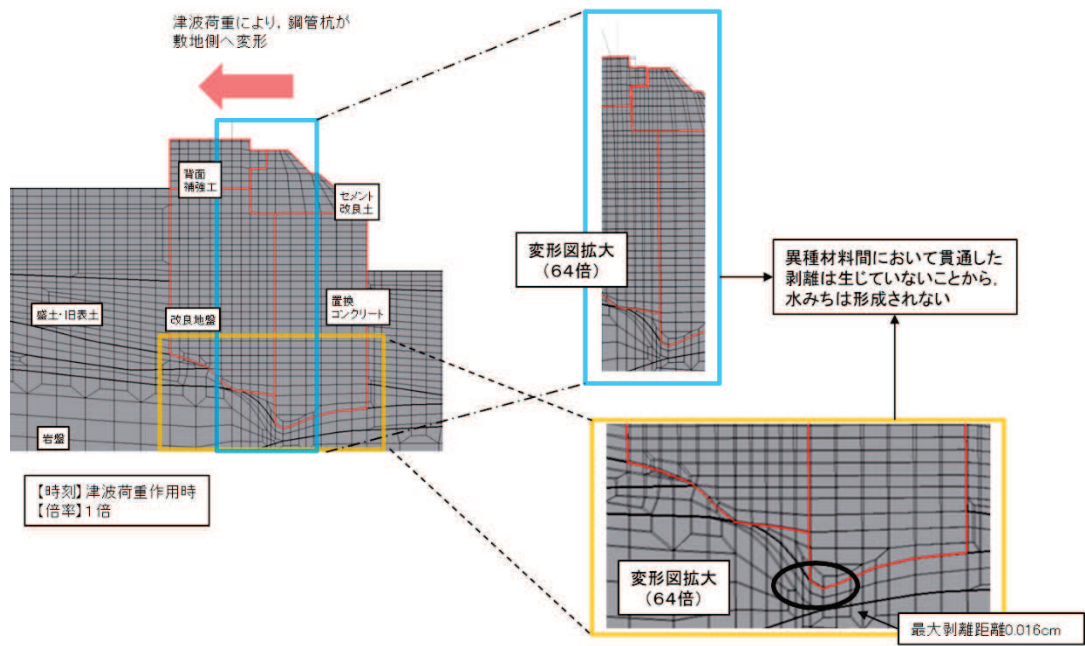 津波荷重により，鋼管杭が
敷地側へ変形
背面
補強工
セメント
改良土
盛土・旧表土
改良地盤
置換
コンクリート
岩盤
【時刻】津波荷重作用時
【倍率】１倍
変形図拡大
（６４倍）
異種材料間において貫通した
剥離は生じていないことから，
水みちは形成されない
変形図拡大
（６４倍）
最大剥離距離0.016cm